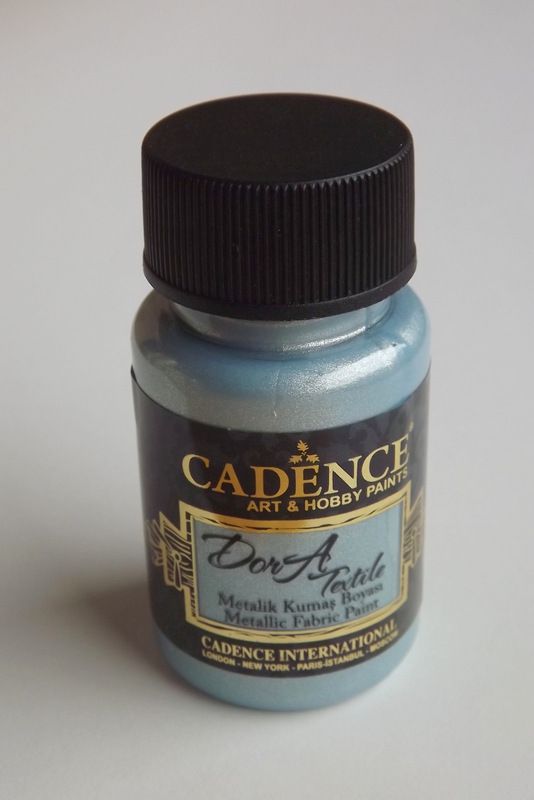 CADENCE
ART & HOBBY PAINTS
DorA
Textile
Metalik Kumaş Boyası
Metallic Fabric Paint
CADENCE INTERNATIONAL
LONDON - NEW YORK - PARIS-İSTANBUL - MOSCOW